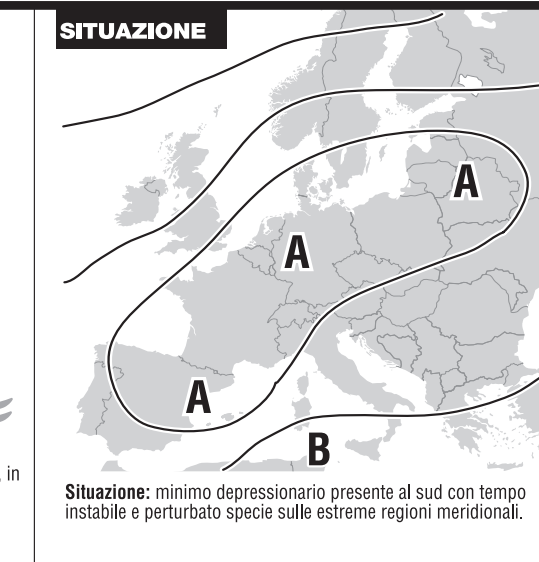 SITUAZIONE
A
A
A
B
, in
Situazione: minimo depressionario presente al sud con tempo
instabile e perturbato specie sulle estreme regioni meridionali.